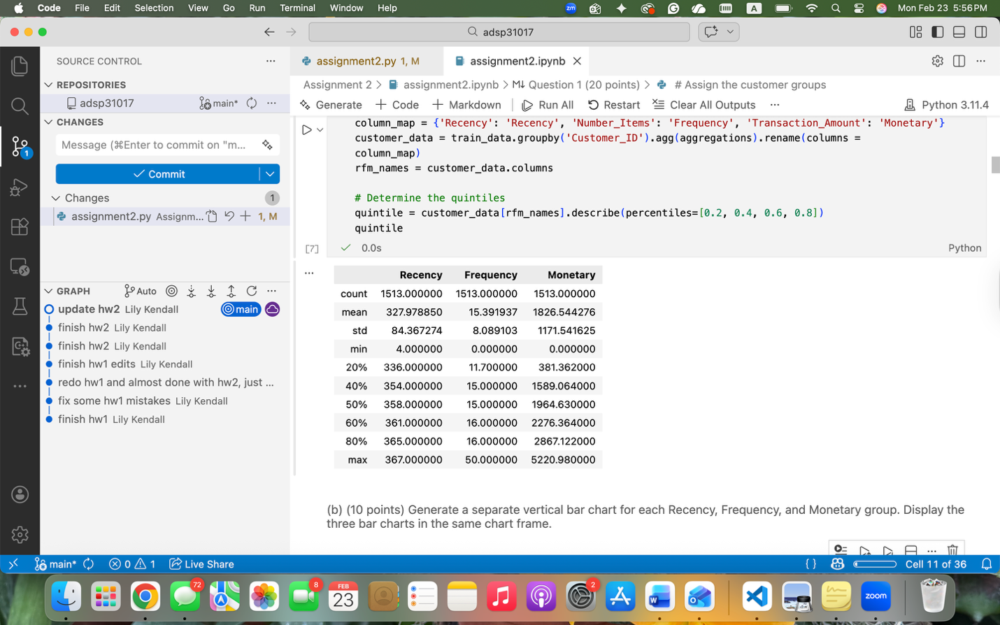 Code File Edit Selection View Go Run Terminal Window Help
zm
A
Mon Feb 23 5:56 PM
adsp31017
SOURCE CONTROL
REPOSITORIES
adsp31017 main*
CHANGES
Message (⌘Enter to commit on "m...
Commit
Changes 1
assignment2.py Assignm... 1, M
1
GRAPH Auto
update hw2 Lily Kendall main
finish hw2 Lily Kendall
finish hw2 Lily Kendall
finish hw1 edits Lily Kendall
redo hw1 and almost done with hw2, just ...
fix some hw1 mistakes Lily Kendall
finish hw1 Lily Kendall
assignment2.py 1, M
assignment2.ipynb
Assignment 2 > assignment2.ipynb > M↓ Question 1 (20 points) > # Assign the customer groups
Generate + Code + Markdown Run All Restart Clear All Outputs ... Python 3.11.4
column_map = {'Recency': 'Recency', 'Number_Items': 'Frequency', 'Transaction_Amount': 'Monetary'}
customer_data = train_data.groupby('Customer_ID').agg(aggregations).rename(columns =
column_map)
rfm_names = customer_data.columns
# Determine the quintiles
quintile = customer_data[rfm_names].describe(percentiles=[0.2, 0.4, 0.6, 0.8])
quintile
[7] 0.0s Python
Recency Frequency Monetary
count 1513.000000 1513.000000 1513.000000
mean 327.978850 15.391937 1826.544276
std 84.367274 8.089103 1171.541625
min 4.000000 0.000000 0.000000
20% 336.000000 11.700000 381.362000
40% 354.000000 15.000000 1589.064000
50% 358.000000 15.000000 1964.630000
60% 361.000000 16.000000 2276.364000
80% 365.000000 16.000000 2867.122000
max 367.000000 50.000000 5220.980000
(b) (10 points) Generate a separate vertical bar chart for each Recency, Frequency, and Monetary group. Display the
three bar charts in the same chart frame.
main* 0 1 Live Share { } Cell 11 of 36
72
8
FEB
23
2
W
zoom